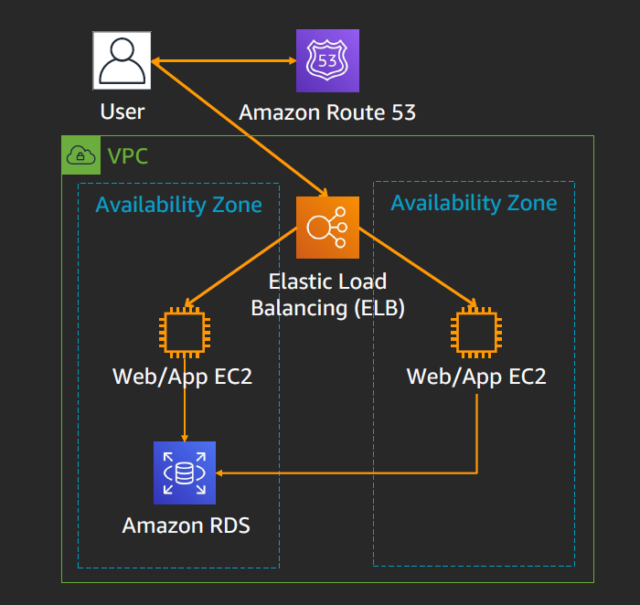 53
User
Amazon Route 53
VPC
Availability Zone
Availability Zone
Elastic Load
Balancing (ELB)
Web/App EC2
Web/App EC2
Amazon RDS